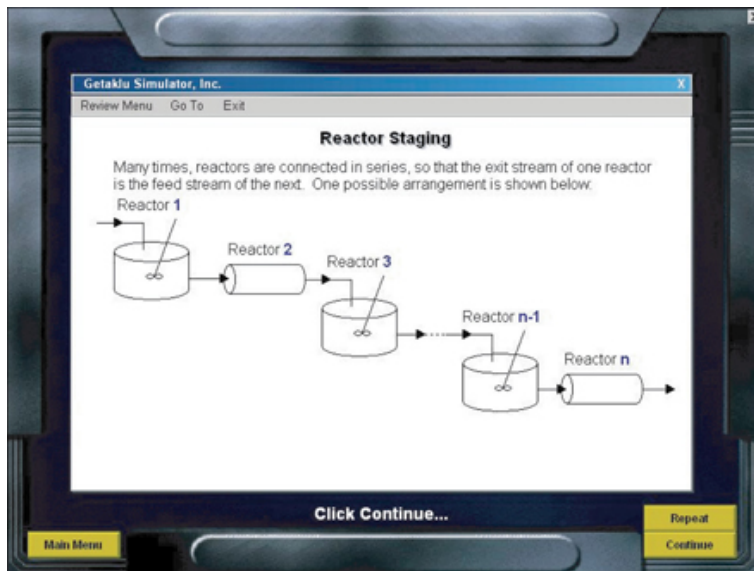 Getaklu Simulator, Inc. X
Review Menu Go To Exit
Reactor Staging
Many times, reactors are connected in series, so that the exit stream of one reactor
is the feed stream of the next. One possible arrangement is shown below:
Reactor 1
Reactor 2
Reactor 3
Reactor n-1
Reactor n
Click Continue...
Repeat
Main Menu
Continue